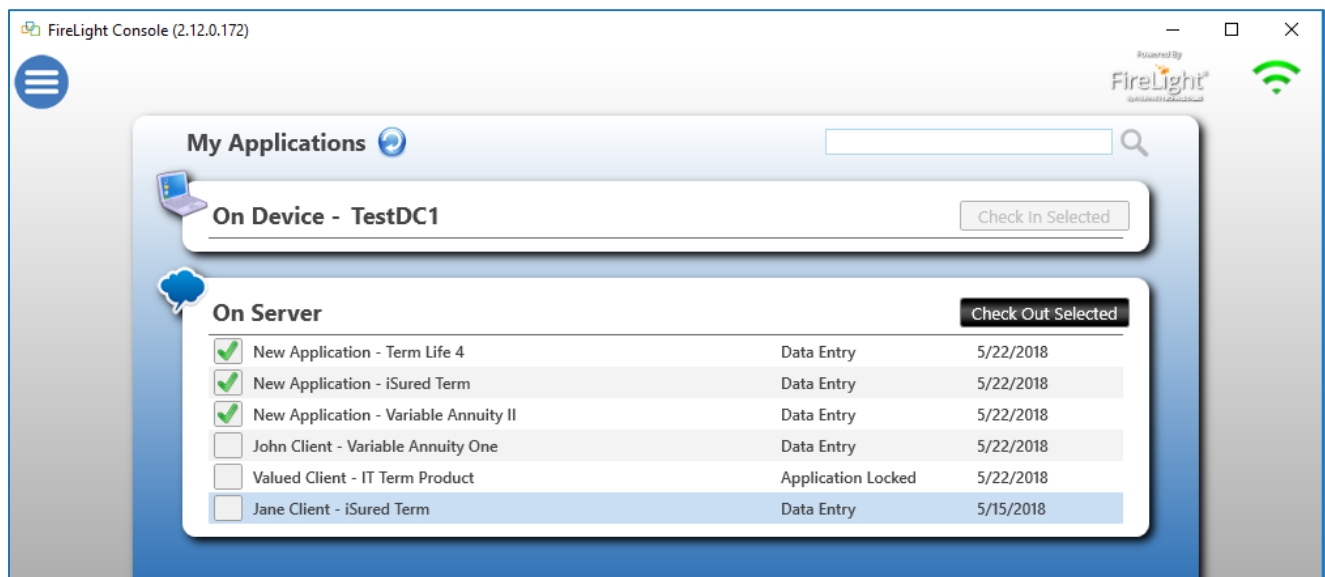 FireLight Console (2.12.0.172)
Powered By
FireLight®
My Applications
On Device - TestDC1
Check In Selected
On Server
Check Out Selected
New Application - Term Life 4 Data Entry 5/22/2018
New Application - iSured Term Data Entry 5/22/2018
New Application - Variable Annuity II Data Entry 5/22/2018
John Client - Variable Annuity One Data Entry 5/22/2018
Valued Client - IT Term Product Application Locked 5/22/2018
Jane Client - iSured Term Data Entry 5/15/2018